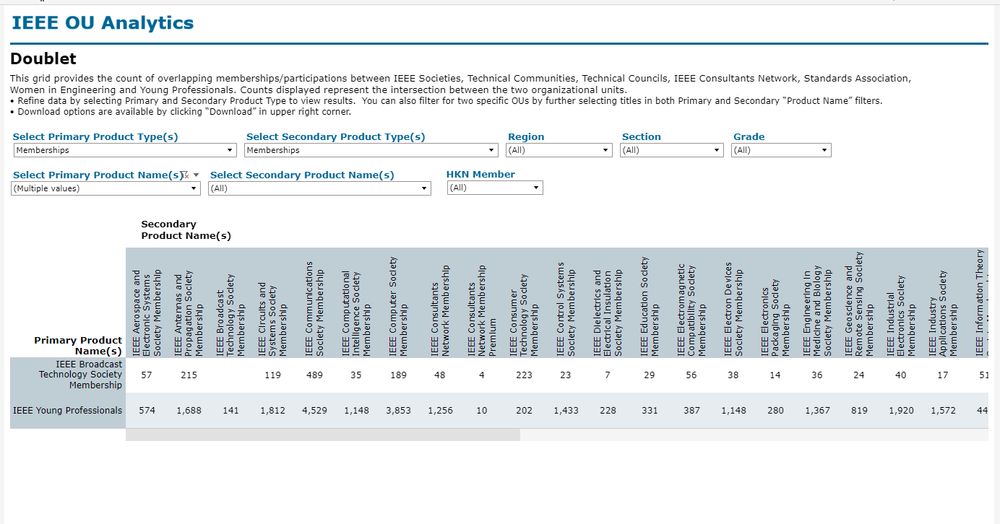 IEEE OU Analytics
Doublet
This grid provides the count of overlapping memberships/participations between IEEE Societies, Technical Communities, Technical Councils, IEEE Consultants Network, Standards Association,
Women in Engineering and Young Professionals. Counts displayed represent the intersection between the two organizational units.
• Refine data by selecting Primary and Secondary Product Type to view results.  You can also filter for two specific OUs by further selecting titles in both Primary and Secondary “Product Name” filters.
• Download options are available by clicking “Download” in upper right corner.
Select Primary Product Type(s) Select Secondary Product Type(s) Region Section Grade
Memberships Memberships (All) (All) (All)
Select Primary Product Name(s) Select Secondary Product Name(s) HKN Member
(Multiple values) (All) (All)
Secondary
Product Name(s)
Primary Product
Name(s)
IEEE Aerospace and
Electronic Systems
Society Membership
IEEE Antennas and
Propagation Society
Membership
IEEE Broadcast
Technology Society
Membership
IEEE Circuits and
Systems Society
Membership
IEEE Communications
Society Membership
IEEE Computational
Intelligence Society
Membership
IEEE Computer Society
Membership
IEEE Consultants
Network Membership
IEEE Consultants
Network Membership
Premium
IEEE Consumer
Technology Society
Membership
IEEE Control Systems
Society Membership
IEEE Dielectrics and
Electrical Insulation
Society Membership
IEEE Education Society
Membership
IEEE Electromagnetic
Compatibility Society
Membership
IEEE Electron Devices
Society Membership
IEEE Electronics
Packaging Society
Membership
IEEE Engineering in
Medicine and Biology
Society Membership
IEEE Geoscience and
Remote Sensing Society
Membership
IEEE Industrial
Electronics Society
Membership
IEEE Industry
Applications Society
Membership
IEEE Information Theory
IEEE Broadcast
Technology Society
Membership
57 215 119 489 35 189 48 4 223 23 7 29 56 38 14 36 24 40 17 51
IEEE Young Professionals 574 1,688 141 1,812 4,529 1,148 3,853 1,256 10 202 1,433 228 331 387 1,148 280 1,367 819 1,920 1,572 44